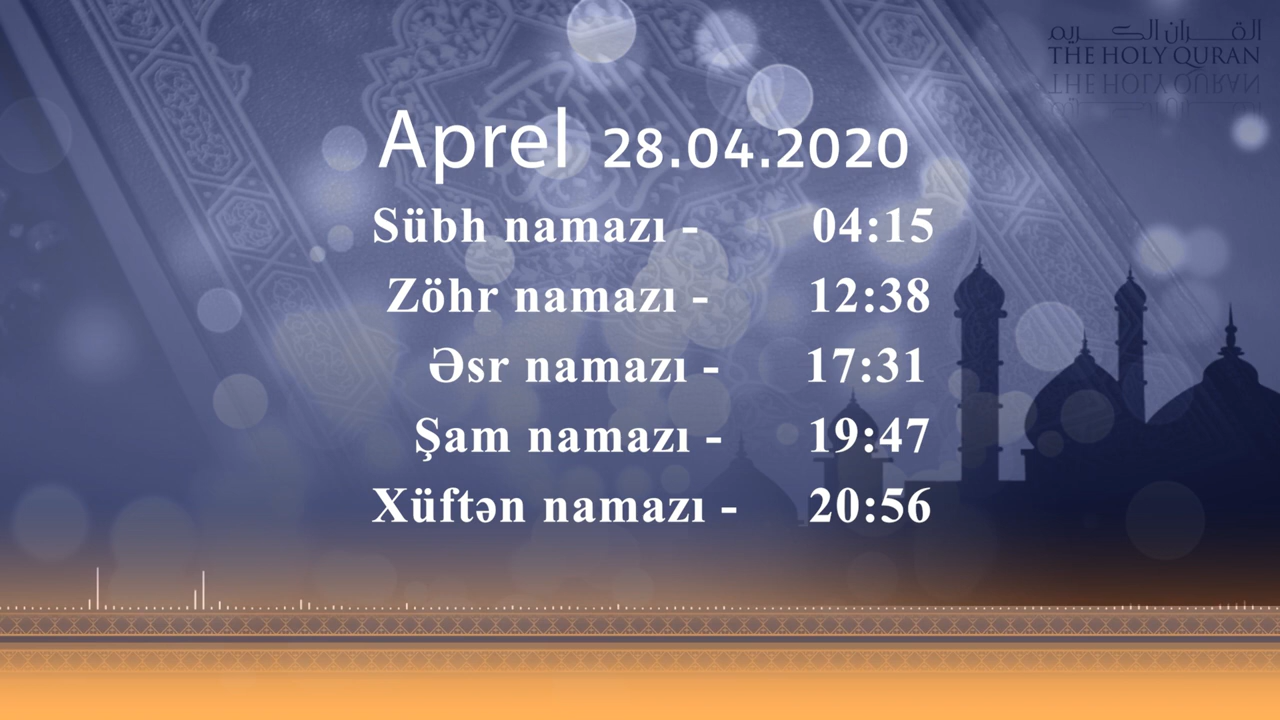 القرآن الكريم
THE HOLY QURAN
Aprel 28.04.2020
Sübh namazı - 04:15
Zöhr namazı - 12:38
Əsr namazı - 17:31
Şam namazı - 19:47
Xüftən namazı - 20:56